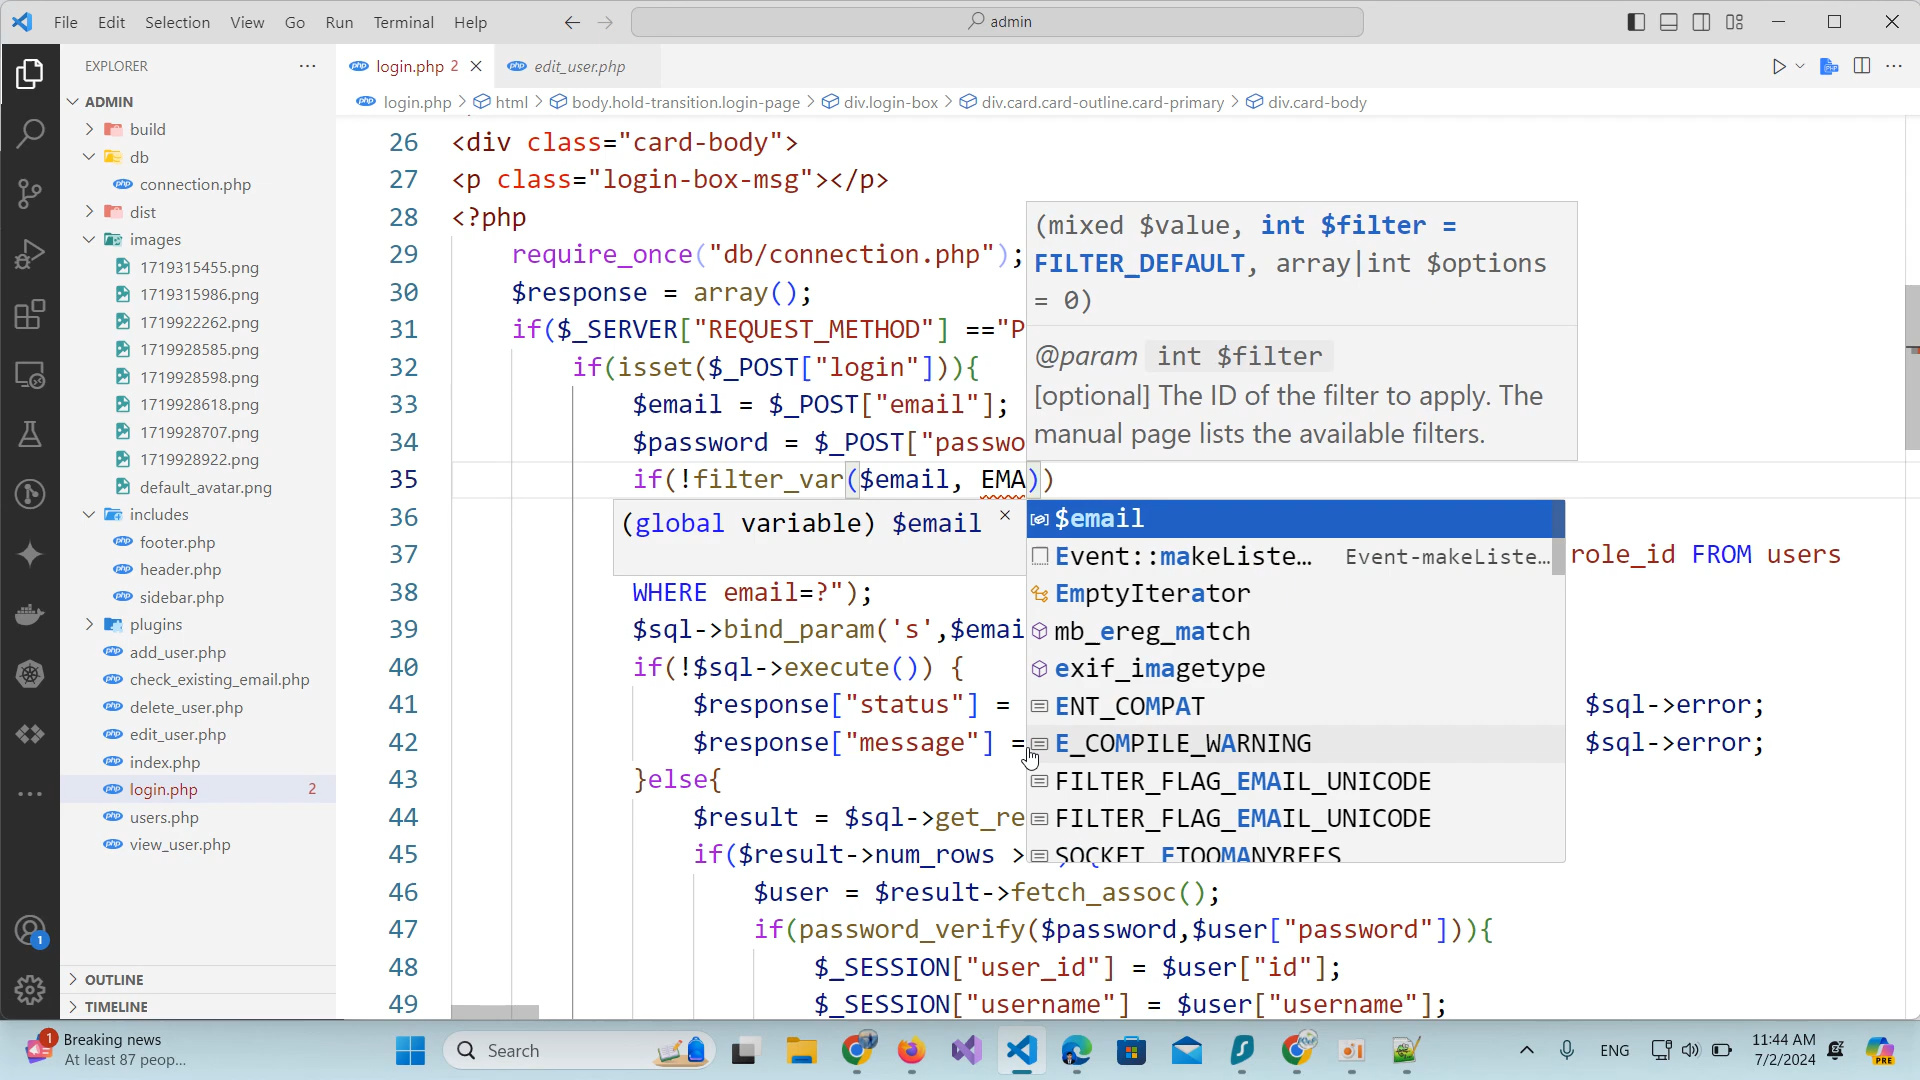 File Edit Selection View Go Run Terminal Help
admin
EXPLORER
login.php 2
edit_user.php
login.php > html > body.hold-transition.login-page > div.login-box > div.card.card-outline.card-primary > div.card-body
ADMIN
build
db
connection.php
dist
images
1719315455.png
1719315986.png
1719922262.png
1719928585.png
1719928598.png
1719928618.png
1719928707.png
1719928922.png
default_avatar.png
includes
footer.php
header.php
sidebar.php
plugins
add_user.php
check_existing_email.php
delete_user.php
edit_user.php
index.php
login.php 2
users.php
view_user.php
OUTLINE
TIMELINE
1
26 <div class="card-body">
27 <p class="login-box-msg"></p>
28 <?php
29 require_once("db/connection.php");
30 $response = array();
31 if($_SERVER["REQUEST_METHOD"] =="P
32 if(isset($_POST["login"])){
33 $email = $_POST["email"];
34 $password = $_POST["passwo
35 if(!filter_var($email, EMA))
36
37 role_id FROM users
38 WHERE email=?");
39 $sql->bind_param('s',$emai
40 if(!$sql->execute()) {
41 $response["status"] = $sql->error;
42 $response["message"] = $sql->error;
43 }else{
44 $result = $sql->get_re
45 if($result->num_rows >
46 $user = $result->fetch_assoc();
47 if(password_verify($password,$user["password"])){
48 $_SESSION["user_id"] = $user["id"];
49 $_SESSION["username"] = $user["username"];
(mixed $value, int $filter =
FILTER_DEFAULT, array|int $options
= 0)
@param int $filter
[optional] The ID of the filter to apply. The
manual page lists the available filters.
(global variable) $email
$email
Event::makeListe… Event-makeListe…
EmptyIterator
mb_ereg_match
exif_imagetype
ENT_COMPAT
E_COMPILE_WARNING
FILTER_FLAG_EMAIL_UNICODE
FILTER_FLAG_EMAIL_UNICODE
SOCKET_ETOOMANYREFS
1 Breaking news
At least 87 peop...
Search
ENG
11:44 AM
7/2/2024
PRE